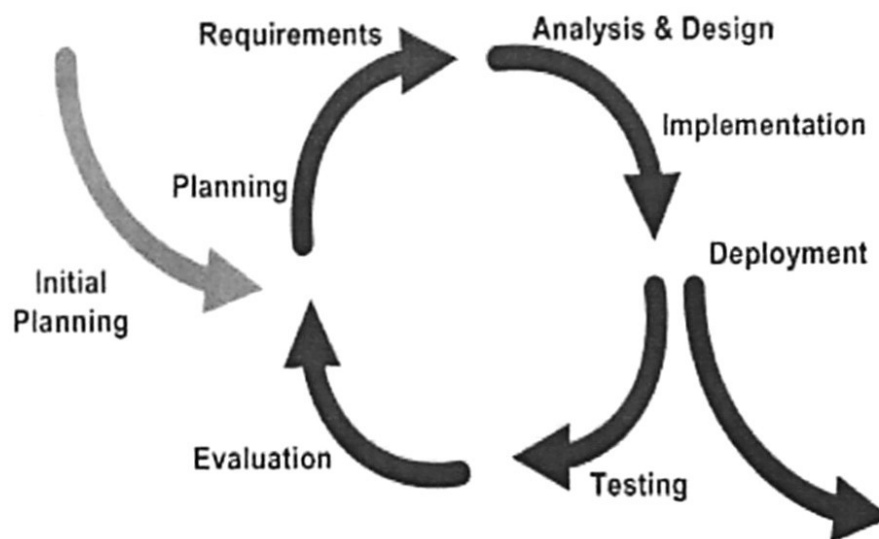 Requirements
Analysis & Design
Implementation
Planning
Deployment
Initial
Planning
Evaluation
Testing